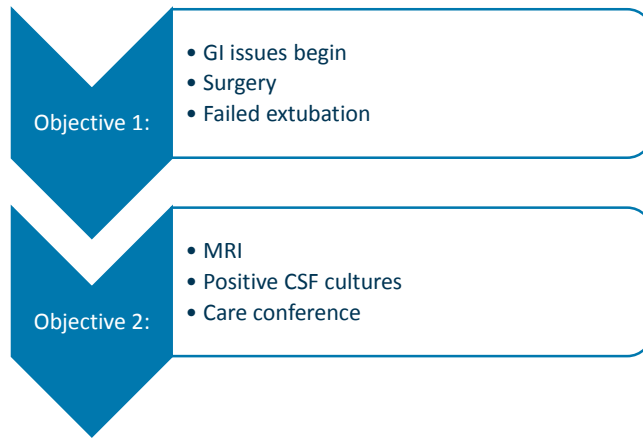 Objective 1:
• GI issues begin
• Surgery
• Failed extubation
Objective 2:
• MRI
• Positive CSF cultures
• Care conference